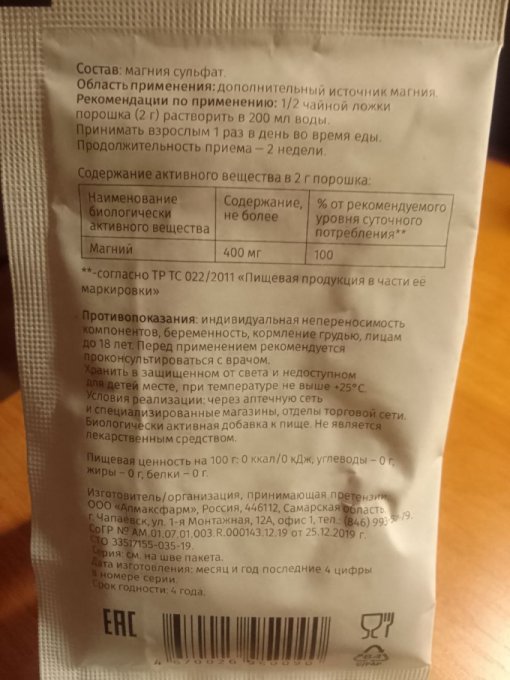 Состав: магния сульфат.
Область применения: дополнительный источник магния.
Рекомендации по применению: 1/2 чайной ложки
порошка (2 г) растворить в 200 мл воды.
Принимать взрослым 1 раз в день во время еды.
Продолжительность приема – 2 недели.
Содержание активного вещества в 2 г порошка:
Наименование биологически активного вещества
Содержание, не более
% от рекомендуемого уровня суточного потребления**
Магний
400 мг
100
**-согласно ТР ТС 022/2011 «Пищевая продукция в части её
маркировки»
Противопоказания: индивидуальная непереносимость
компонентов, беременность, кормление грудью, лицам
до 18 лет. Перед применением рекомендуется
проконсультироваться с врачом.
Хранить в защищенном от света и недоступном
для детей месте, при температуре не выше +25°С.
Условия реализации: через аптечную сеть
и специализированные магазины, отделы торговой сети.
Биологически активная добавка к пище. Не является
лекарственным средством.
Пищевая ценность на 100 г: 0 ккал/0 кДж, углеводы – 0 г,
жиры – 0 г, белки – 0 г.
Изготовитель/организация, принимающая претензии:
ООО «Алмаксфарм», Россия, 446112, Самарская область,
г. Чапаевск, ул. 1-я Монтажная, 12А, офис 1, тел.: (846)
СоГР № АМ.01.07.01.003.R.000143.12.19 от 25.12.2019 г.
СТО 33517155-035-19.
Серия: см. на шве пакета.
Дата изготовления: месяц и год последние 4 цифры
в номере серии.
Срок годности: 4 года.
ЕАС
84
C/PAP